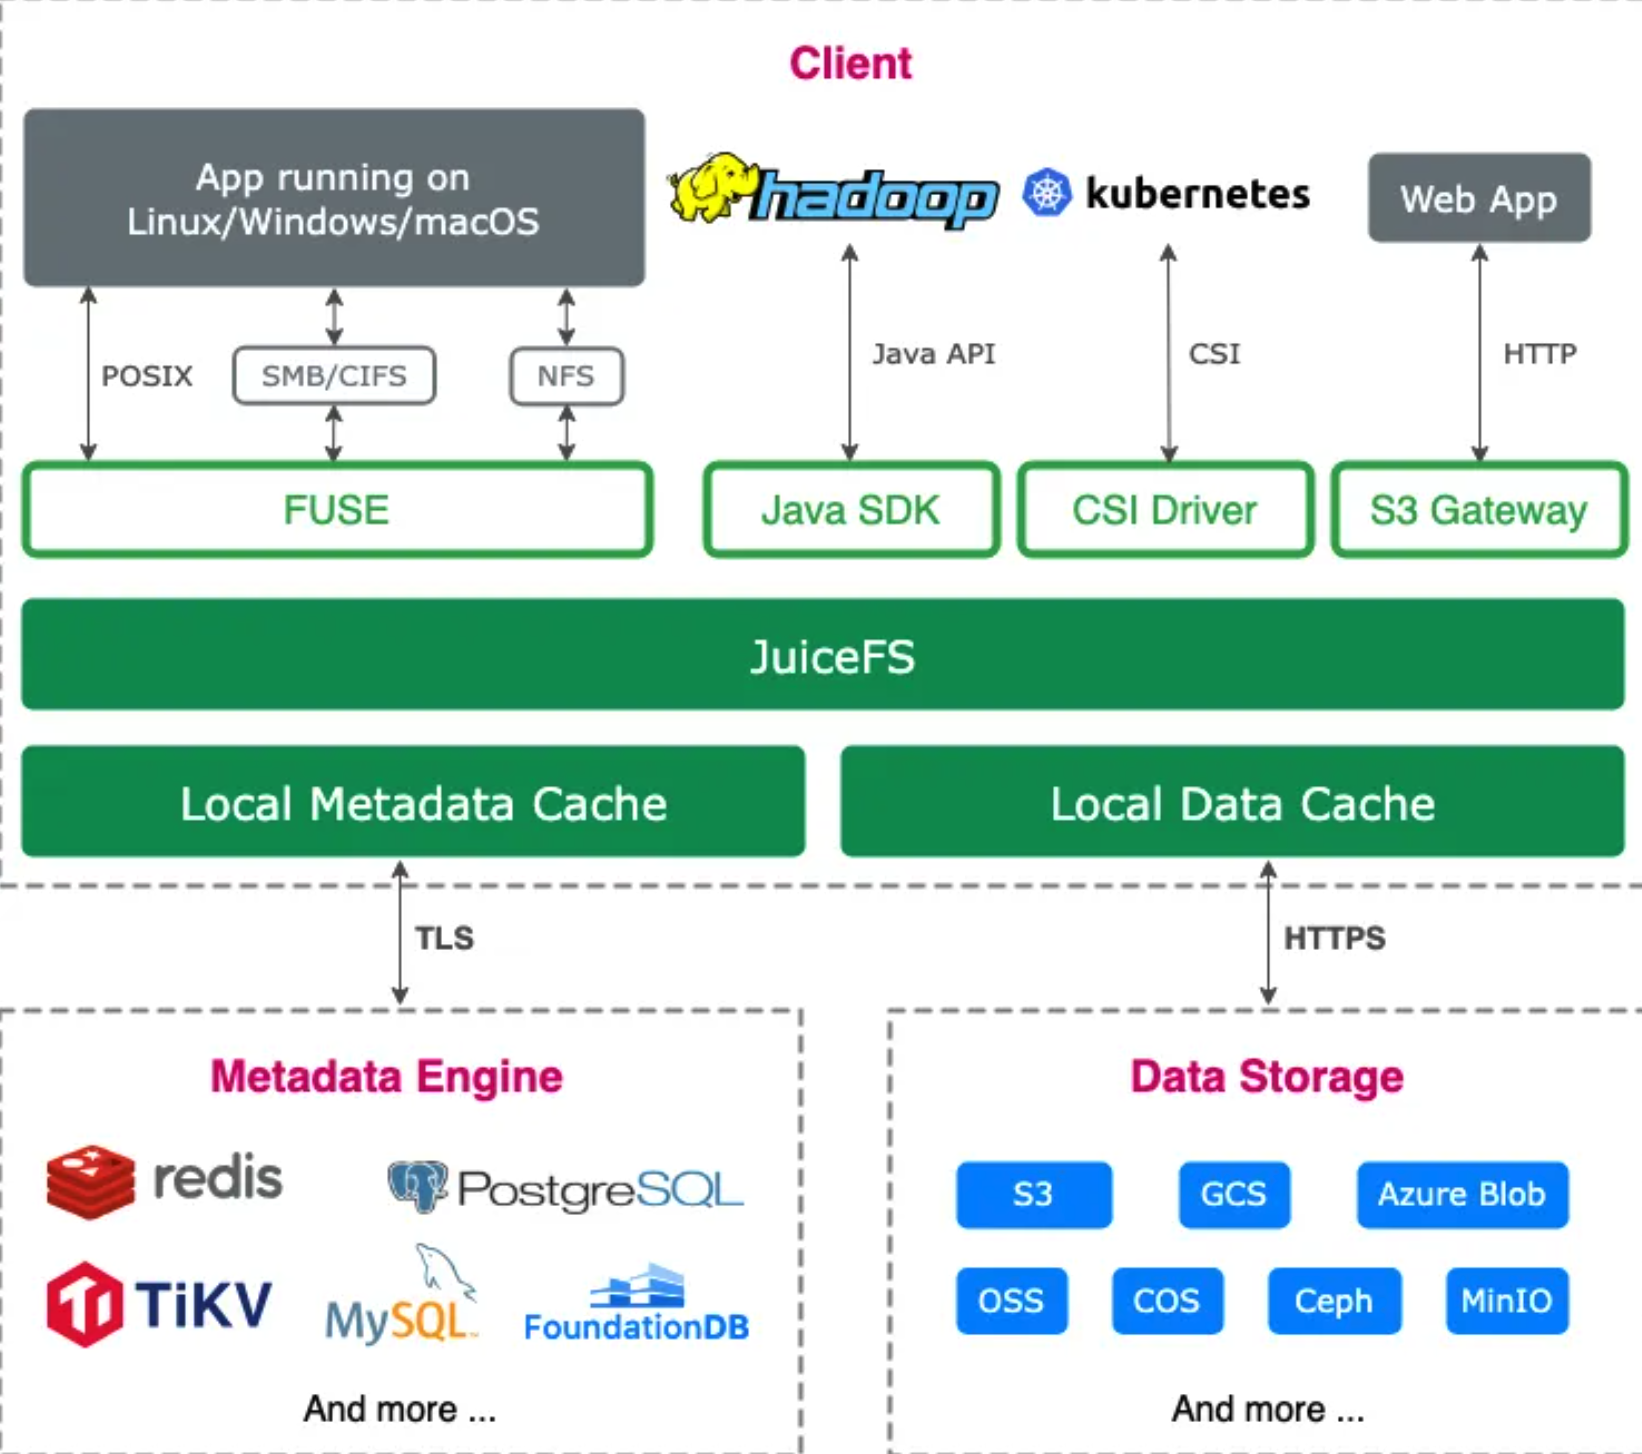 Client
App running on
Linux/Windows/macOS
hadoop
kubernetes
Web App
POSIX
SMB/CIFS
NFS
Java API
CSI
HTTP
FUSE
Java SDK
CSI Driver
S3 Gateway
JuiceFS
Local Metadata Cache
Local Data Cache
TLS
HTTPS
Metadata Engine
redis
PostgreSQL
TiKV
MySQL™
FoundationDB
And more ...
Data Storage
S3
GCS
Azure Blob
OSS
COS
Ceph
MinIO
And more ...